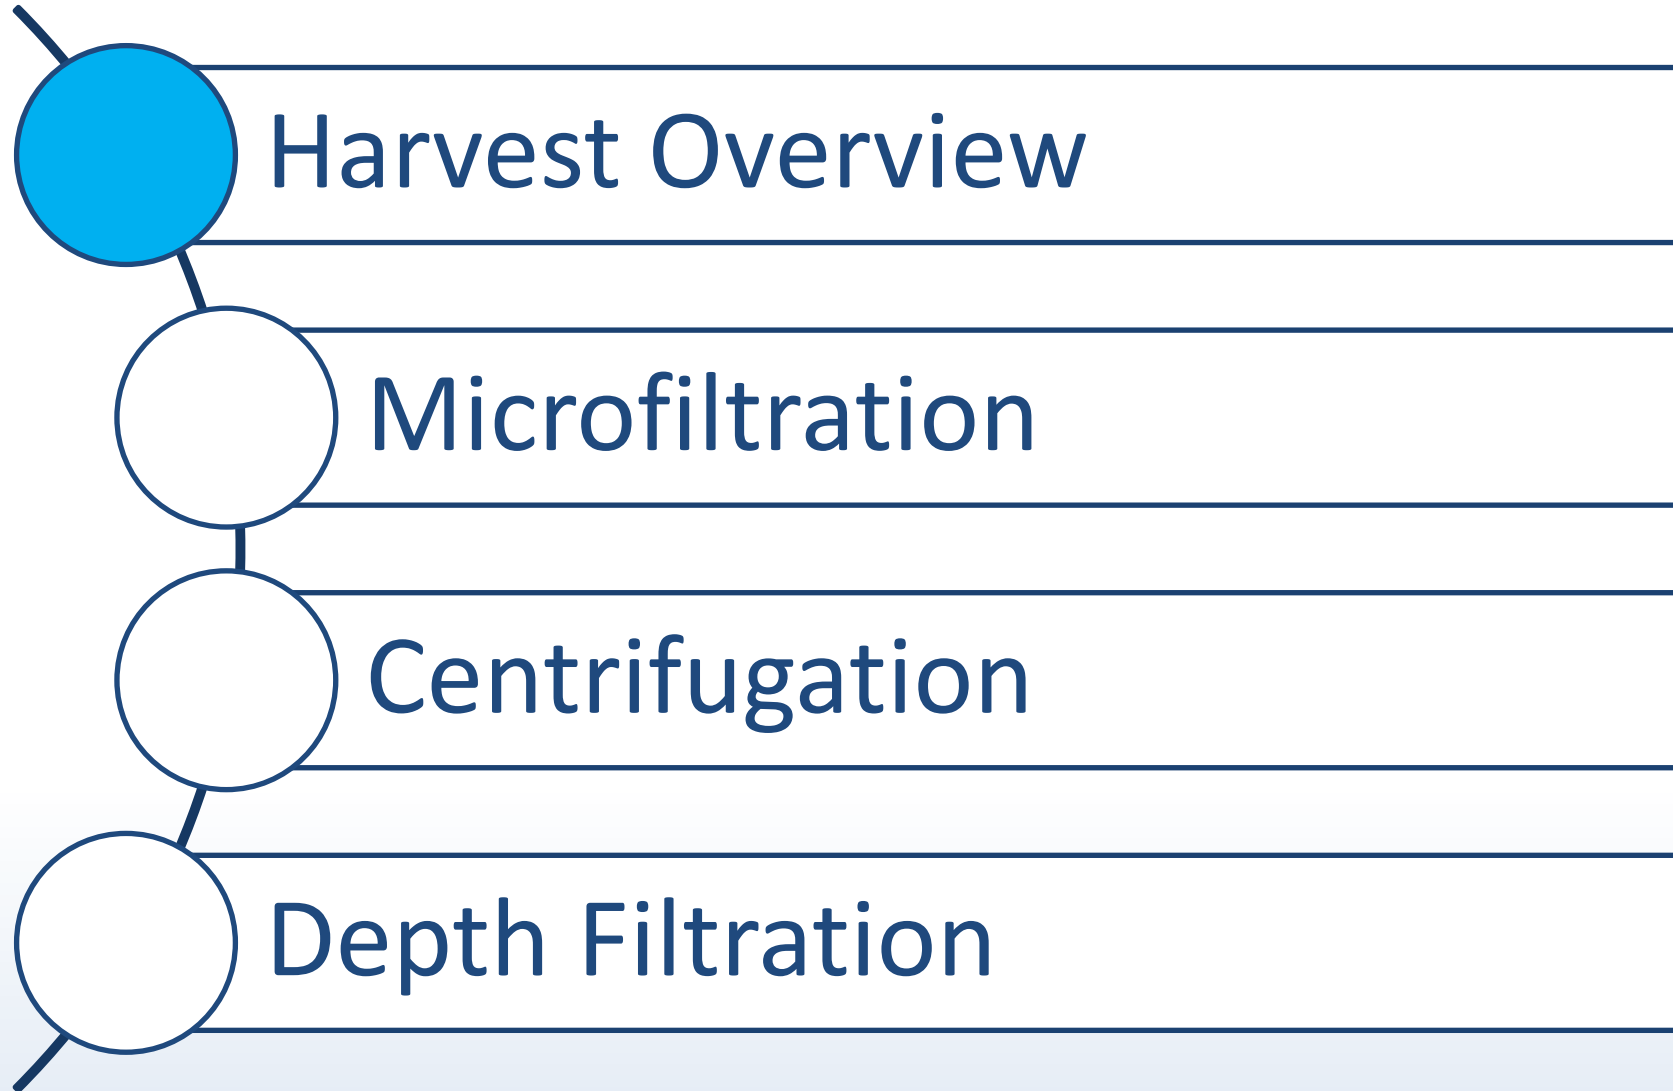 Harvest Overview
Microfiltration
Centrifugation
Depth Filtration